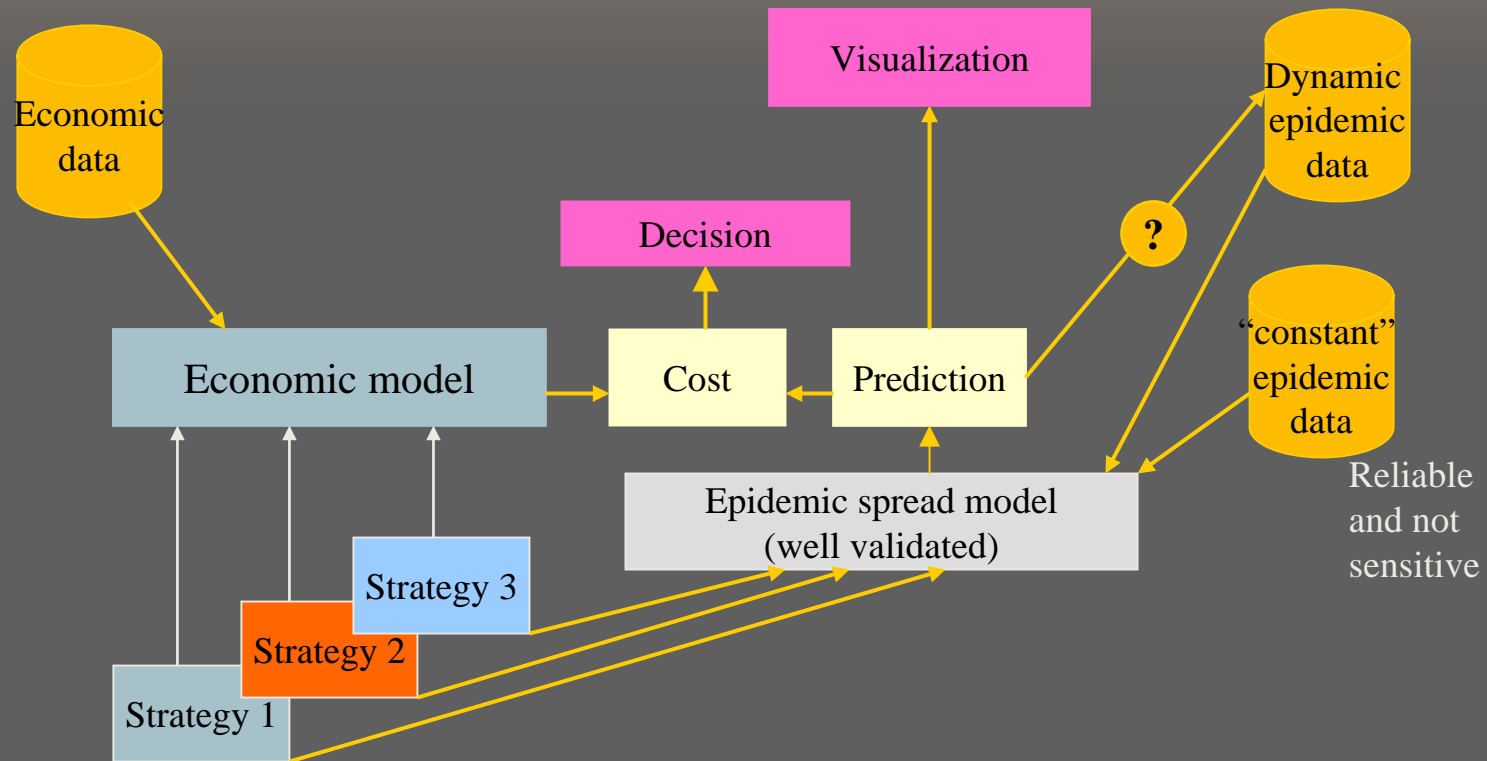 Visualization
Economic
data
Dynamic
epidemic
data
Decision
?
“constant”
epidemic
data
Economic model
Cost
Prediction
Reliable
and not
sensitive
Epidemic spread model
(well validated)
Strategy 3
Strategy 2
Strategy 1